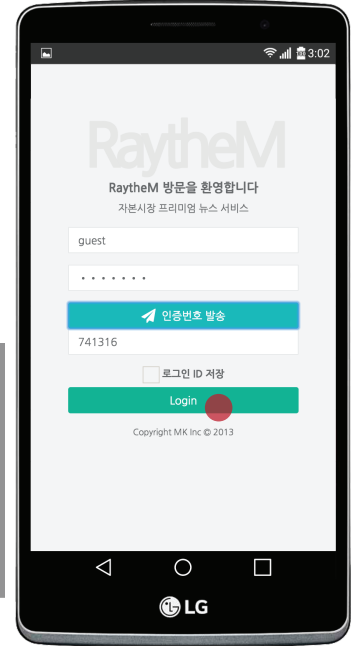 3:02
RaytheM
RaytheM 방문을 환영합니다
자본시장 프리미엄 뉴스 서비스
guest
•••••••
인증번호 발송
741316
로그인 ID 저장
Login
Copyright MK Inc © 2013
LG